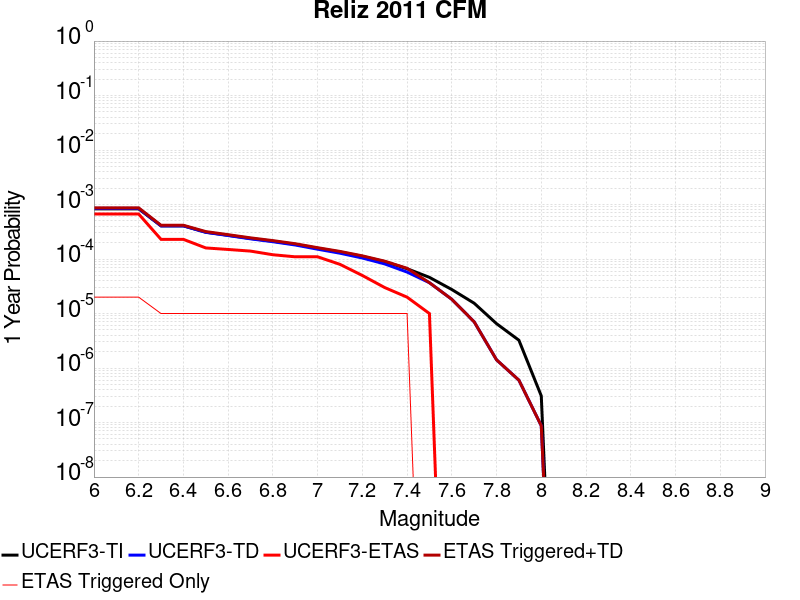 Reliz 2011 CFM
1 Year Probability
10^0
10^-1
10^-2
10^-3
10^-4
10^-5
10^-6
10^-7
10^-8
6 6.2 6.4 6.6 6.8 7 7.2 7.4 7.6 7.8 8 8.2 8.4 8.6 8.8 9
Magnitude
UCERF3-TI UCERF3-TD UCERF3-ETAS ETAS Triggered+TD
ETAS Triggered Only